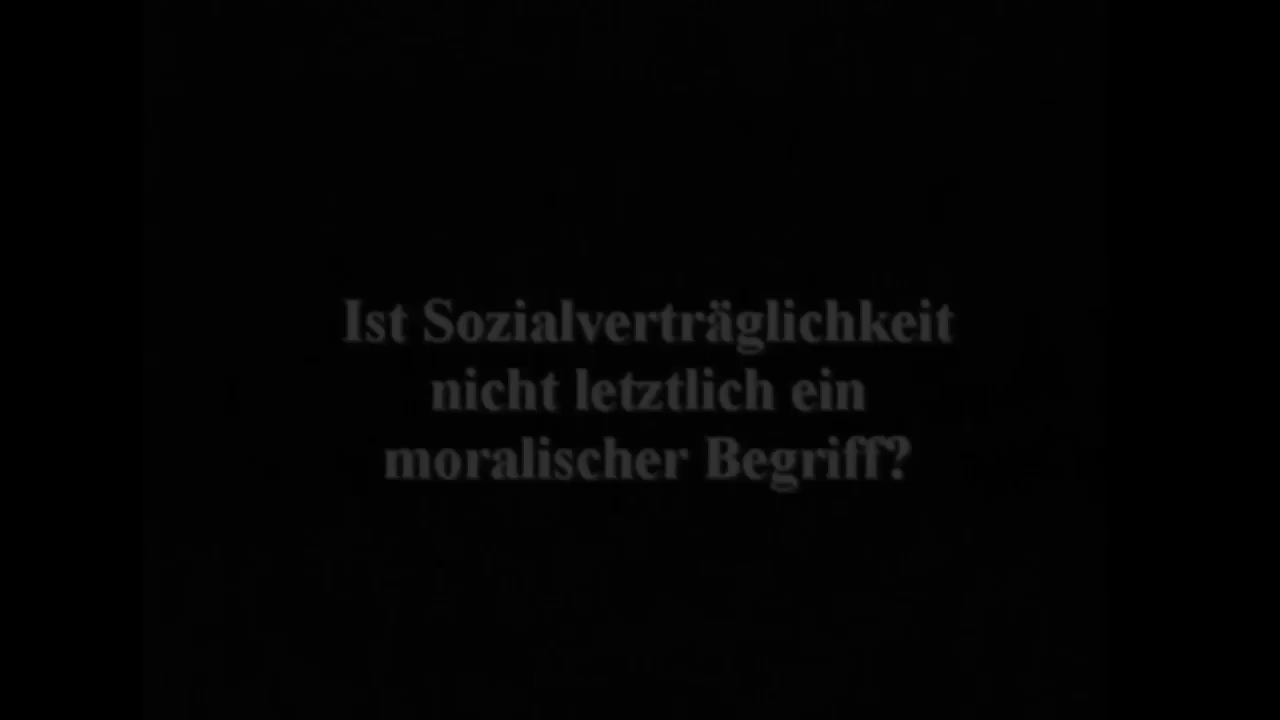 Ist Sozialverträglichkeit
nicht letztlich ein
moralischer Begriff?